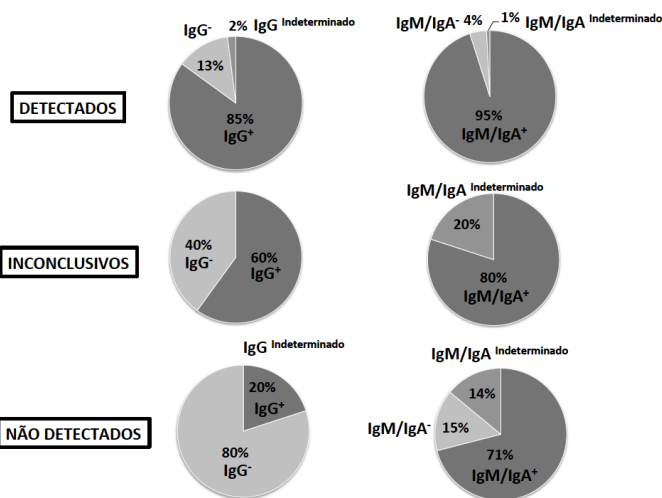 IgG- 2% IgG Indeterminado
13%
85%
IgG+
DETECTADOS
IgM/IgA- 4% 1% IgM/IgA Indeterminado
95%
IgM/IgA+
INCONCLUSIVOS
40%
IgG-
60%
IgG+
IgM/IgA Indeterminado
20%
80%
IgM/IgA+
NÃO DETECTADOS
IgG Indeterminado
20%
IgG+
80%
IgG-
IgM/IgA Indeterminado
14%
IgM/IgA- 15%
71%
IgM/IgA+